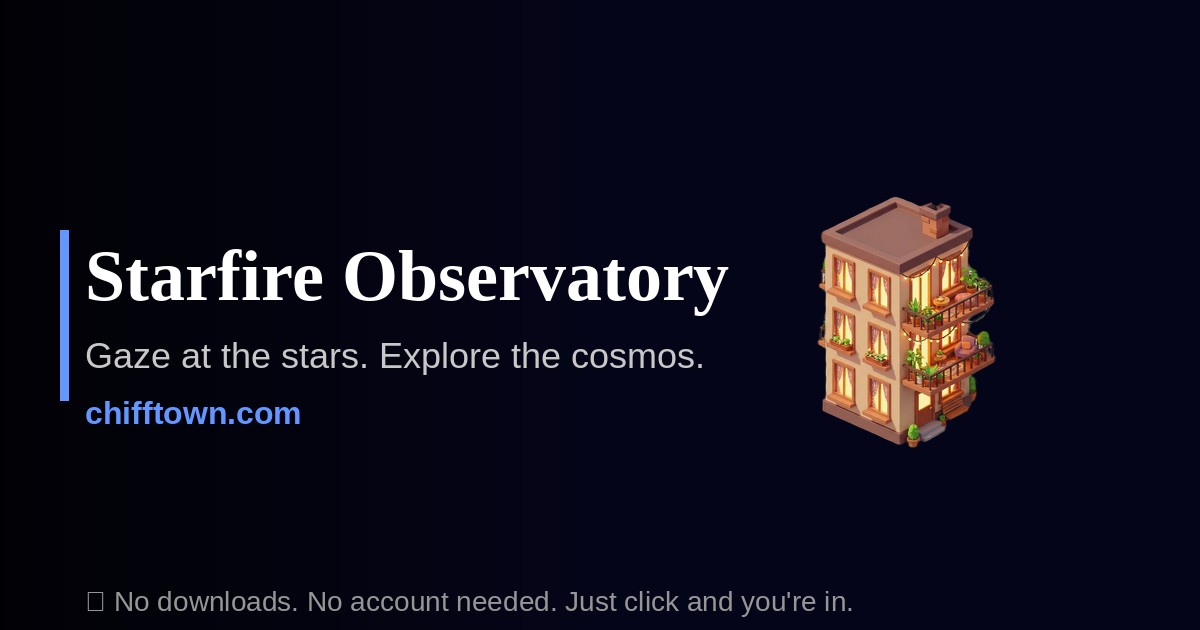 Starfire Observatory
Gaze at the stars. Explore the cosmos.
chifftown.com
No downloads. No account needed. Just click and you're in.